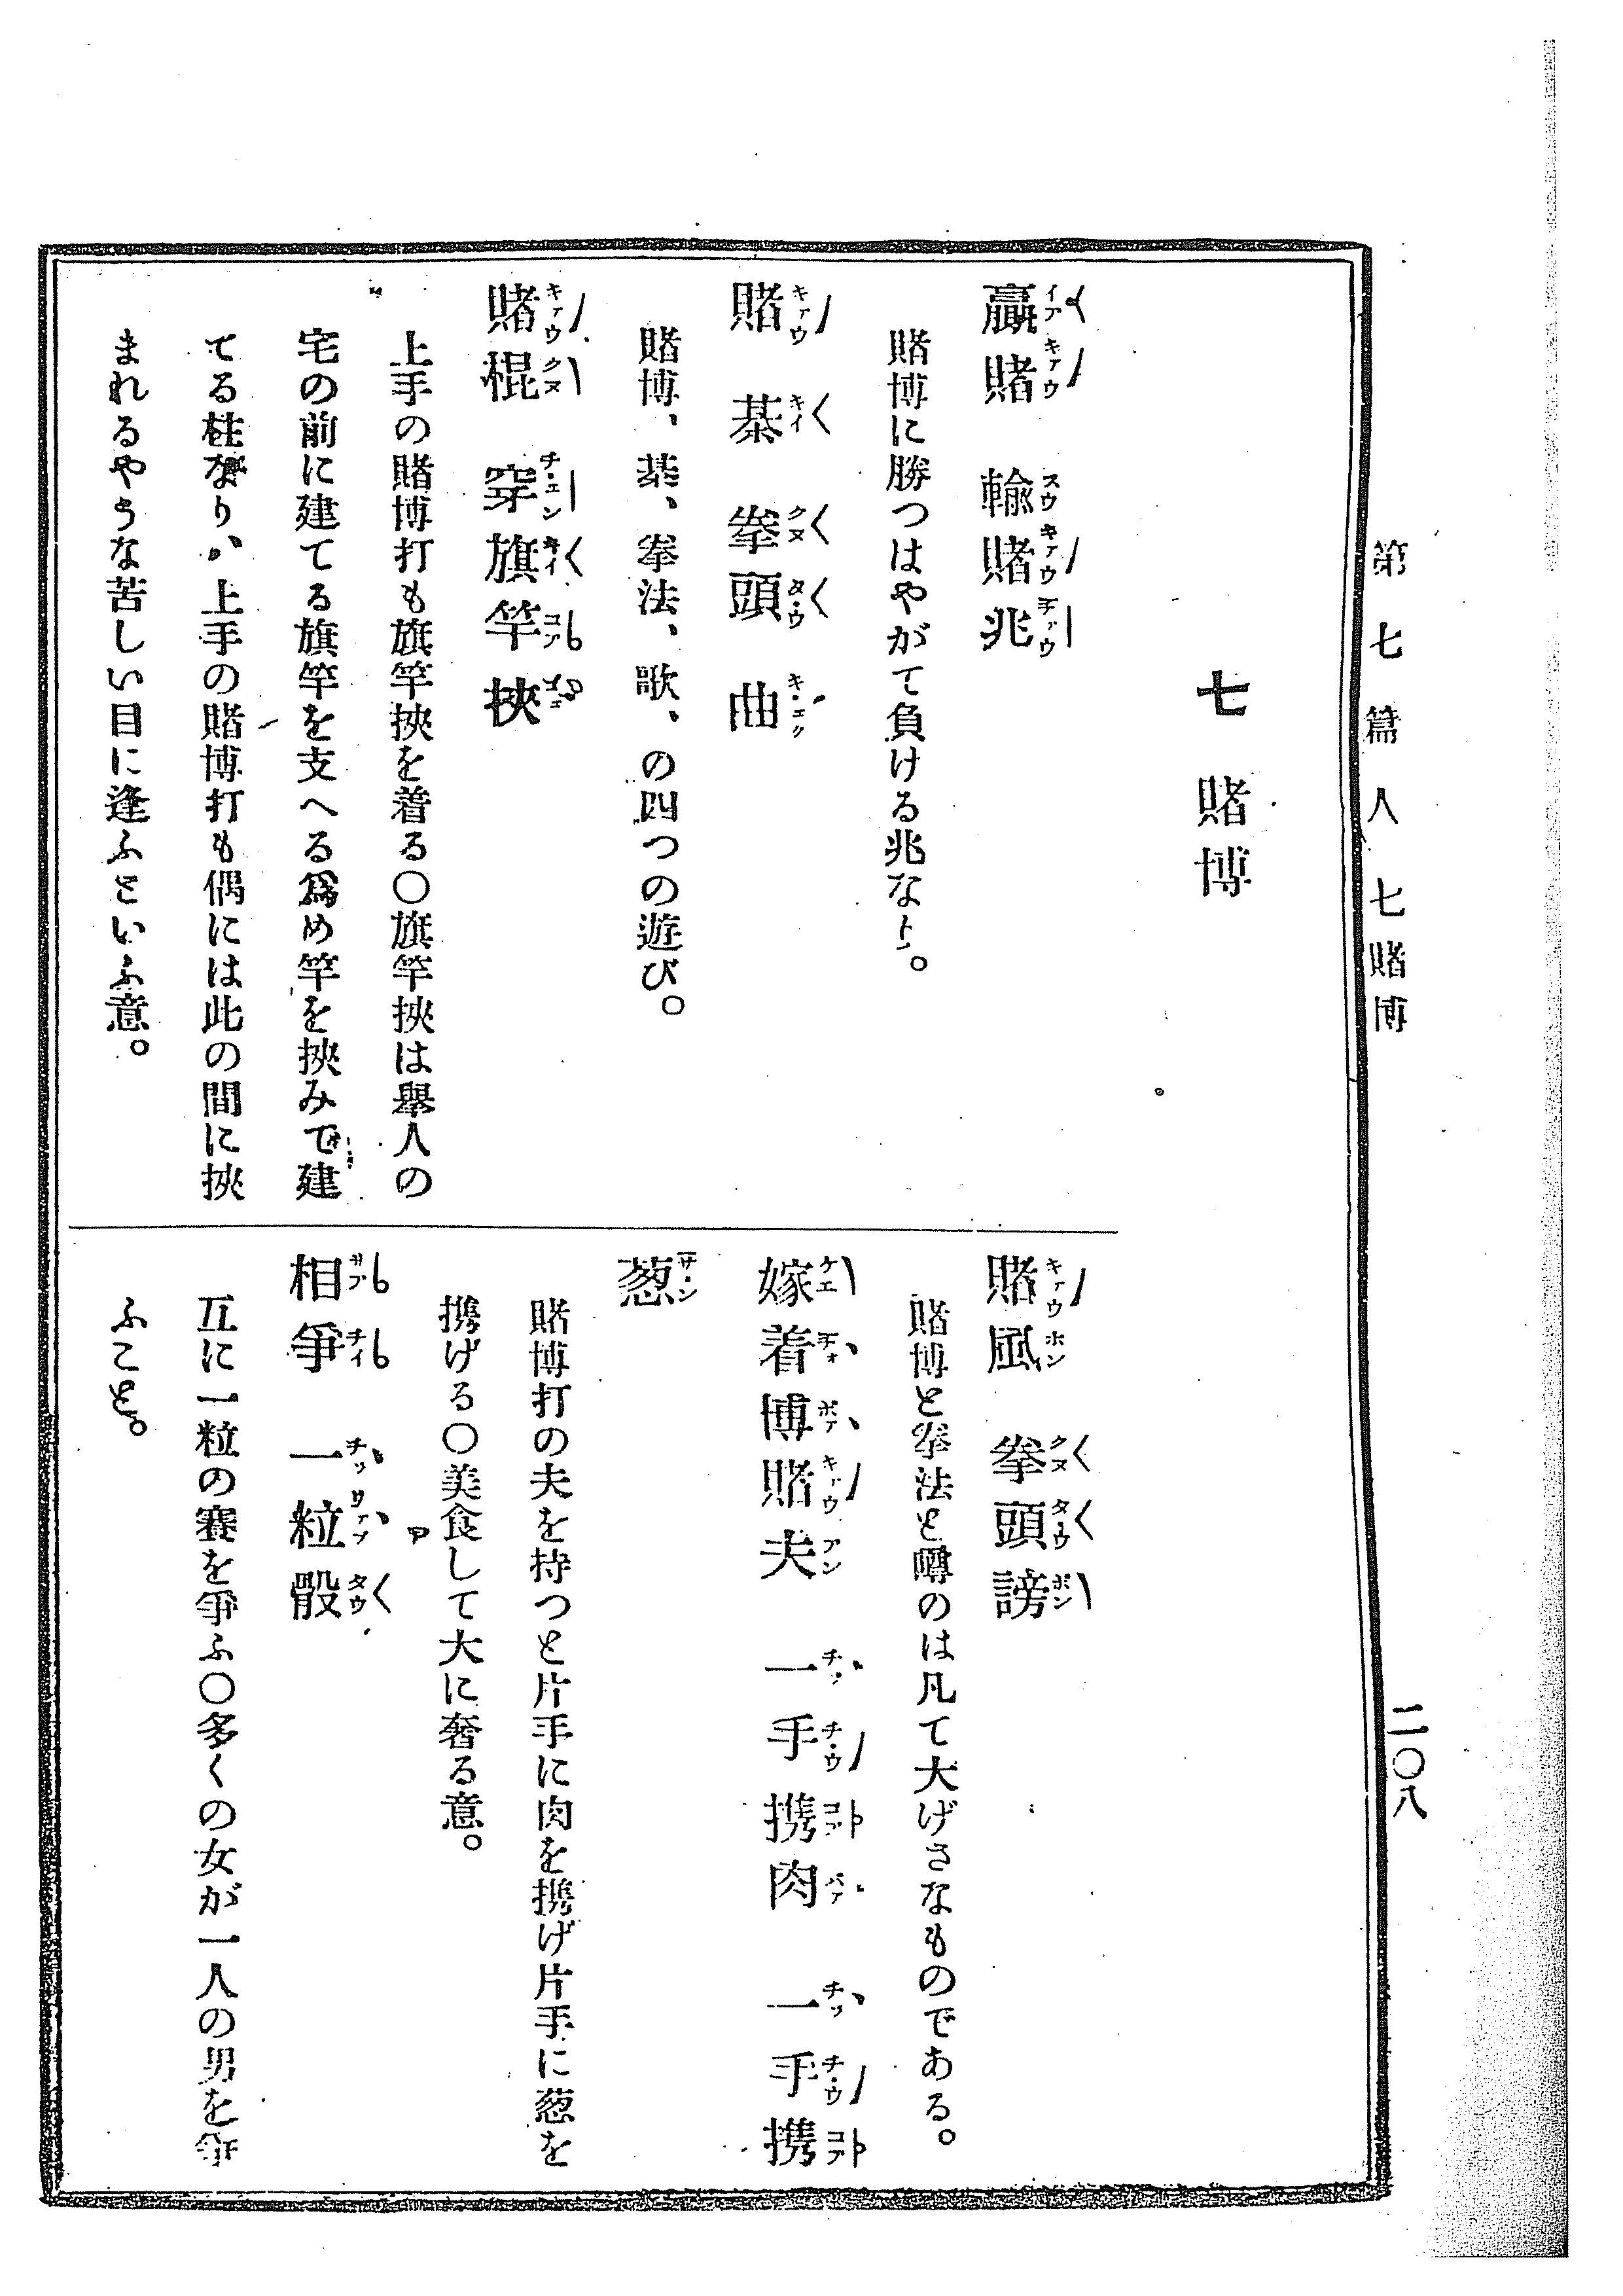 第七篇 人 七 賭博
二〇八
七 賭博
贏賭 輸賭兆
賭博に勝つはやがて負ける兆なり。
賭 棊 拳頭 曲
賭博、棊、拳法、歌、の四つの遊び。
賭棍 穿旗竿挾
上手の賭博打も旗竿挾を着る〇旗竿挾は擧人の
宅の前に建てる旗竿を支へる爲め竿を挾みて建
てる柱なり、上手の賭博打も偶には此の間に挾
まれるやうな苦しい目に逢ふといふ意。
賭風 拳頭謗
賭博と拳法と噂のは凡て大げさなものである。
嫁着博賭夫 一手携肉 一手携
葱
賭博打の夫を持つと片手に肉を携げ片手に葱を
携げる〇美食して大に奢る意。
相爭 一粒骰
互に一粒の賽を爭ふ〇多くの女が一人の男を爭
ふこと。